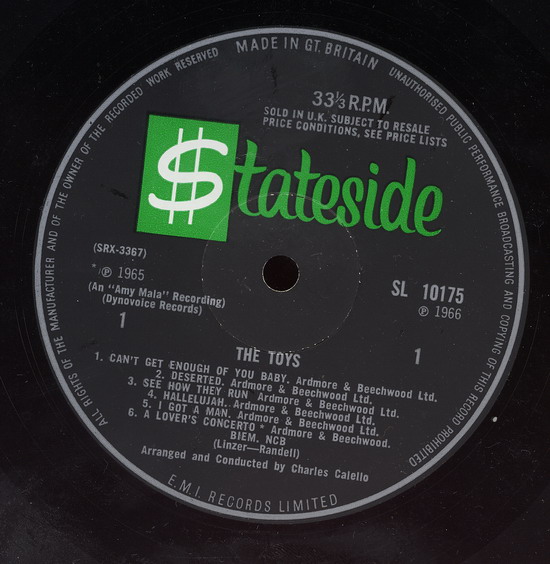 MADE IN GT. BRITAIN
UNAUTHORISED PUBLIC PERFORMANCE BROADCASTING AND COPYING OF THIS RECORD PROHIBITED
ALL RIGHTS OF THE MANUFACTURER AND OF THE OWNER OF THE RECORDED WORK RESERVED
33⅓ R.P.M.
SOLD IN U.K. SUBJECT TO RESALE
PRICE CONDITIONS, SEE PRICE LISTS
$tateside
(SRX-3367)
* ℗ 1965
(An "Amy Mala" Recording)
(Dynovoice Records)
1
SL 10175
℗ 1966
1
THE TOYS
1. CAN'T GET ENOUGH OF YOU BABY. Ardmore & Beechwood Ltd.
2. DESERTED. Ardmore & Beechwood Ltd.
3. SEE HOW THEY RUN Ardmore & Beechwood Ltd.
4. HALLELUJAH. Ardmore & Beechwood Ltd.
5. I GOT A MAN. Ardmore & Beechwood Ltd.
6. A LOVER'S CONCERTO * Ardmore & Beechwood.
BIEM. NCB
(Linzer—Randell)
Arranged and Conducted by Charles Calello
E.M.I. RECORDS LIMITED